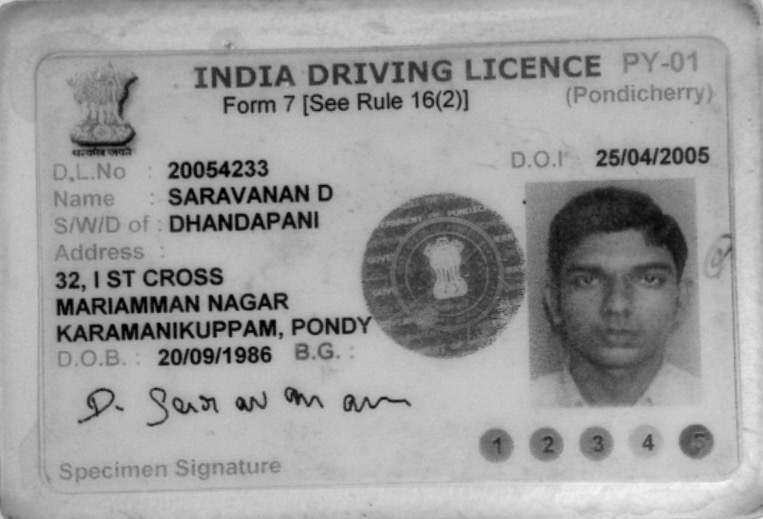 INDIA DRIVING LICENCE PY-01
Form 7 [See Rule 16(2)] (Pondicherry)
सत्यमेव जयते
D.L.No : 20054233 D.O.I 25/04/2005
Name : SARAVANAN D
S/W/D of : DHANDAPANI
Address :
32, I ST CROSS
MARIAMMAN NAGAR
KARAMANIKUPPAM, PONDY
D.O.B. : 20/09/1986 B.G. :
D. Saravanan
1 2 3 4 5
Specimen Signature